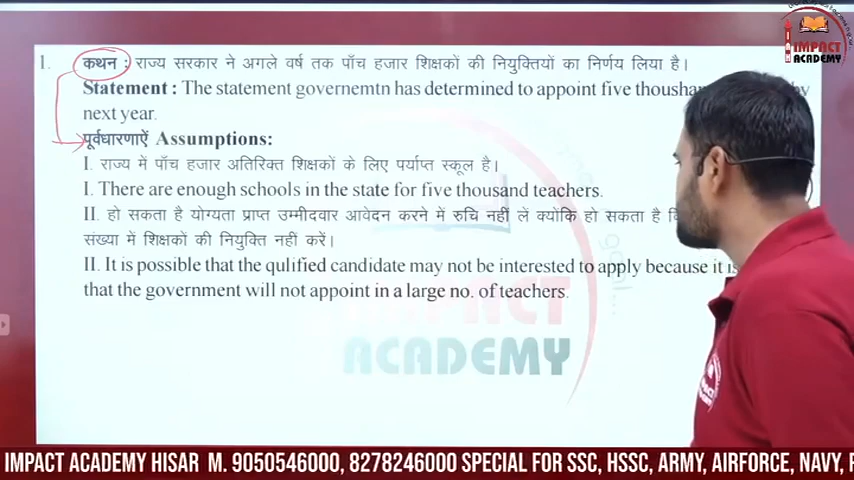 IMPACT
ACADEMY
1. कथन : राज्य सरकार ने अगले वर्ष तक पाँच हजार शिक्षकों की नियुक्तियों का निर्णय लिया है।
Statement : The statement governemtn has determined to appoint five by
next year.
पूर्वधारणाऐं Assumptions:
I. राज्य में पाँच हजार अतिरिक्त शिक्षकों के लिए पर्याप्त स्कूल है।
I. There are enough schools in the state for five thousand teachers.
II. हो सकता है योग्यता प्राप्त उम्मीदवार आवेदन करने में रुचि नहीं लें क्योंकि हो सकता है
संख्या में शिक्षकों की नियुक्ति नहीं करें।
II. It is possible that the qulified candidate may not be interested to apply because it is
that the government will not appoint in a large no. of teachers.
IMPACT
ACADEMY
IMPACT ACADEMY HISAR M. 9050546000, 8278246000 SPECIAL FOR SSC, HSSC, ARMY, AIRFORCE, NAVY,